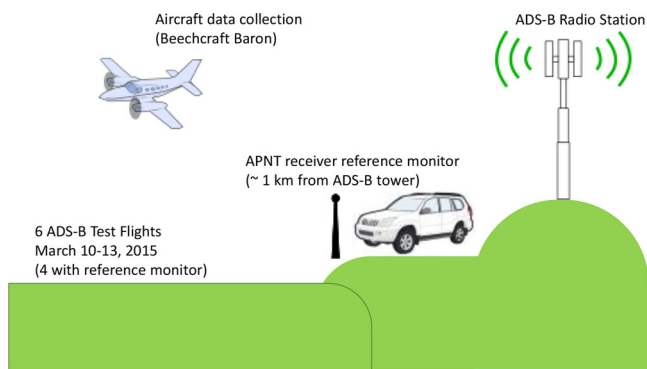 Aircraft data collection
(Beechcraft Baron)
ADS-B Radio Station
APNT receiver reference monitor
(~ 1 km from ADS-B tower)
6 ADS-B Test Flights
March 10-13, 2015
(4 with reference monitor)